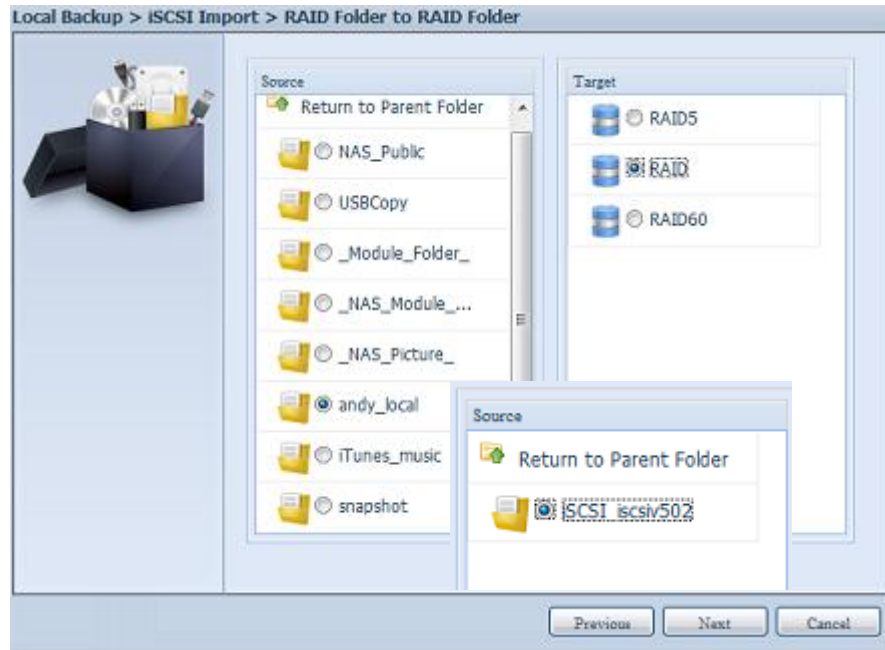 Local Backup > iSCSI Import > RAID Folder to RAID Folder
Source
Return to Parent Folder
NAS_Public
USBCopy
_Module_Folder_
_NAS_Module_...
_NAS_Picture_
andy_local
iTunes_music
snapshot
Target
RAID5
RAID
RAID60
Source
Return to Parent Folder
iSCSI_iscsiv502
Previous
Next
Cancel